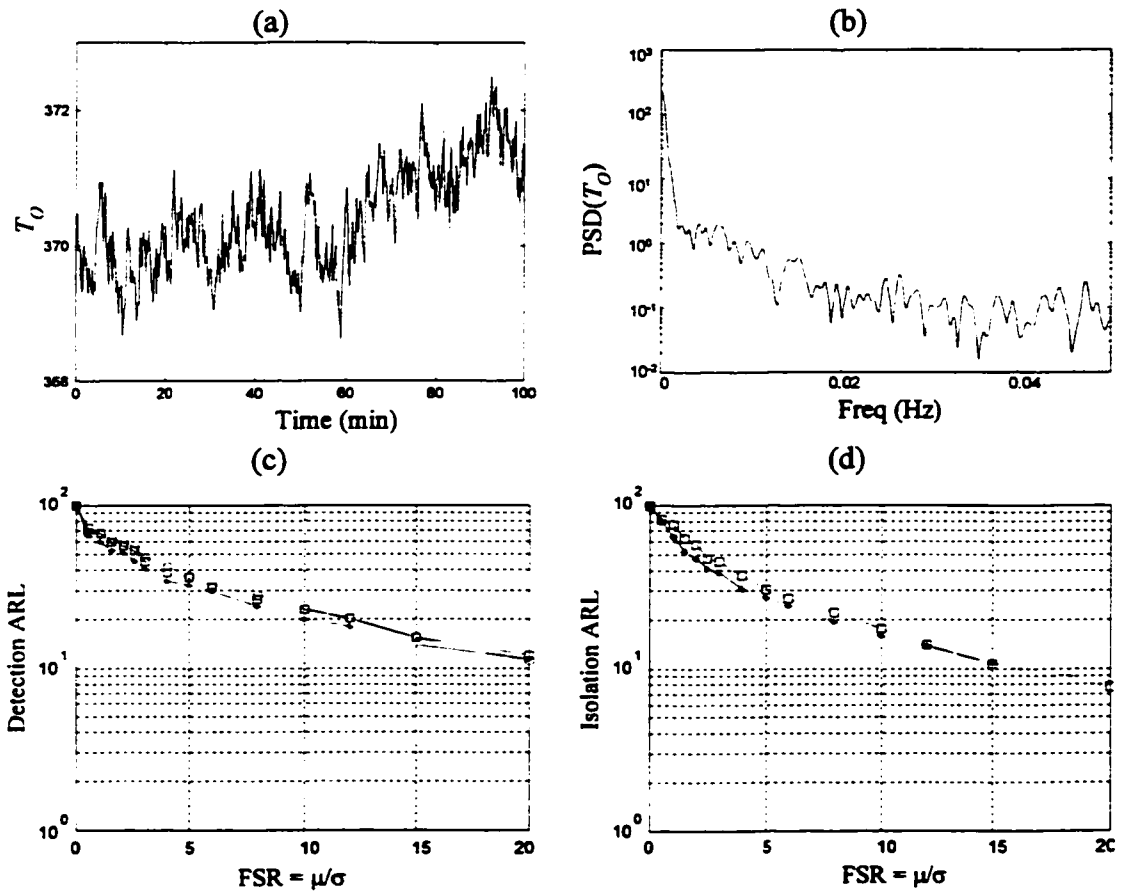 (a)
372
370
368
T_O
0 20 40 60 80 100
Time (min)
(b)
10^3
10^2
10^1
10^0
10^-1
10^-2
PSD(T_O)
0 0.02 0.04
Freq (Hz)
(c)
10^2
10^1
10^0
Detection ARL
0 5 10 15 20
FSR = μ/σ
(d)
10^2
10^1
10^0
Isolation ARL
0 5 10 15 20
FSR = μ/σ